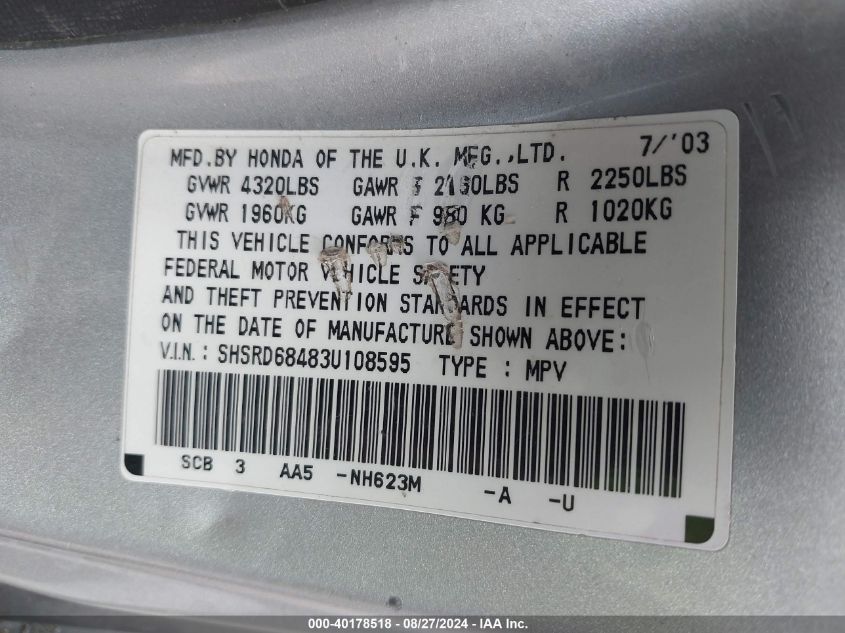 MFD.BY HONDA OF THE U.K. MFG.,LTD. 7/'03
GVWR 4320LBS GAWR F LBS R 2250LBS
GVWR 1960KG GAWR F 980 KG R 1020KG
THIS VEHICLE CONFORMS TO ALL APPLICABLE
FEDERAL MOTOR VEHICLE SAFETY
AND THEFT PREVENTION STANDARDS IN EFFECT
ON THE DATE OF MANUFACTURE SHOWN ABOVE:
V.I.N. : SHSRD68483U108595 TYPE : MPV
SCB 3 AA5 -NH623M -A -U
000-40178518 - 08/27/2024 - IAA Inc.